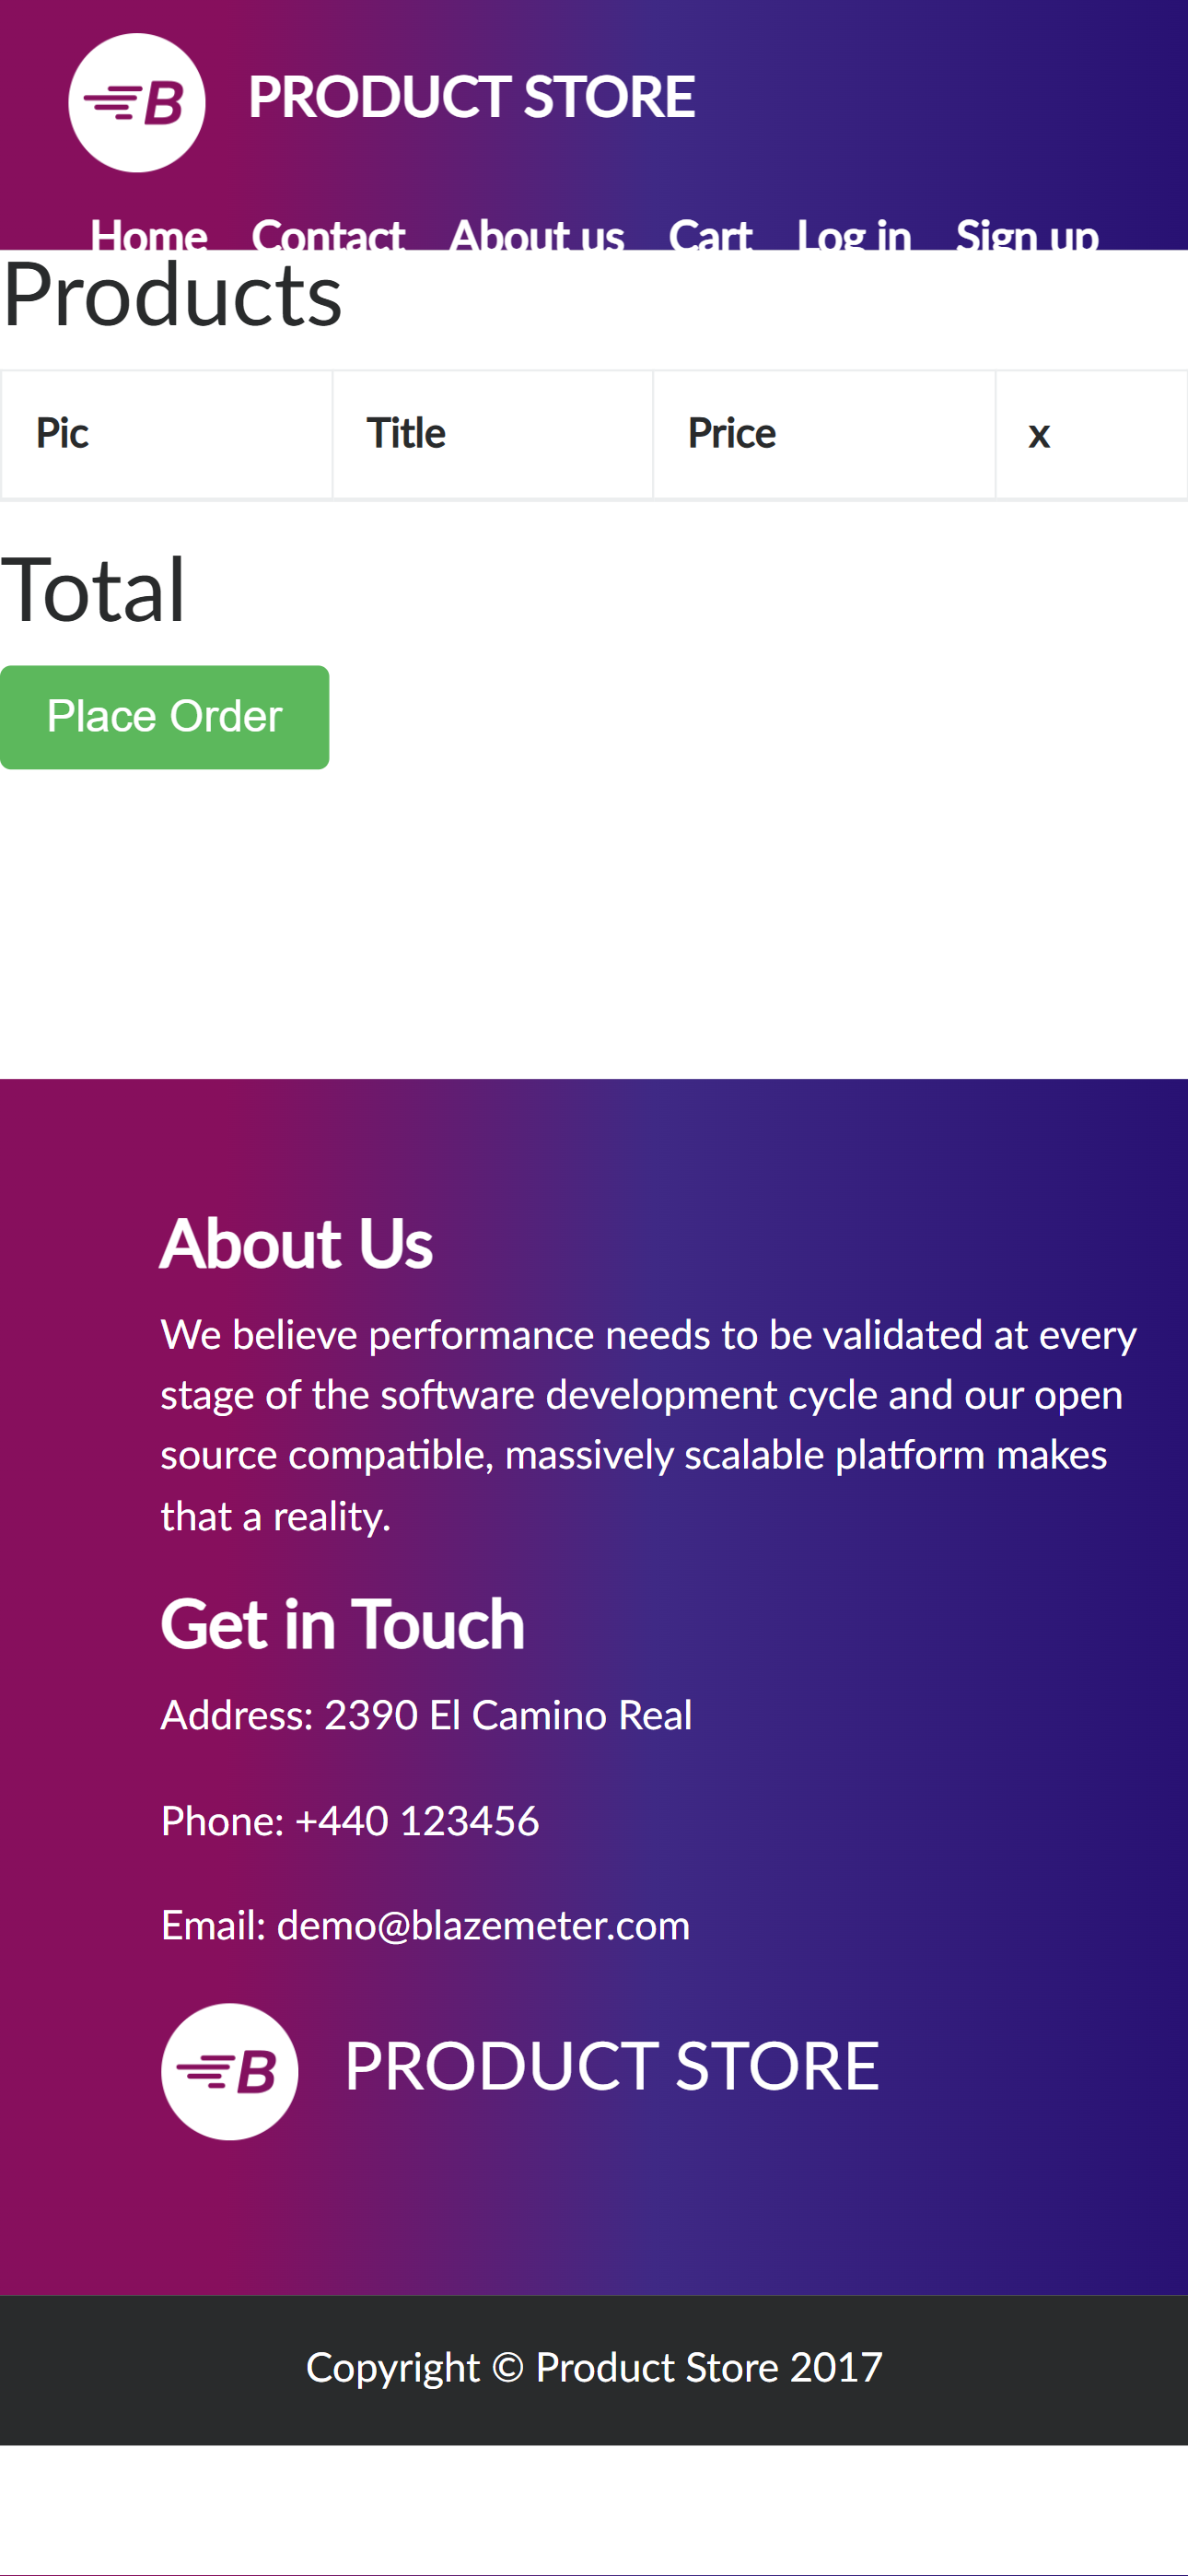 B PRODUCT STORE
Home Contact About us Cart Log in Sign up
Products
Pic Title Price x
Total
Place Order
About Us
We believe performance needs to be validated at every
stage of the software development cycle and our open
source compatible, massively scalable platform makes
that a reality.
Get in Touch
Address: 2390 El Camino Real
Phone: +440 123456
Email: demo@blazemeter.com
B PRODUCT STORE
Copyright © Product Store 2017